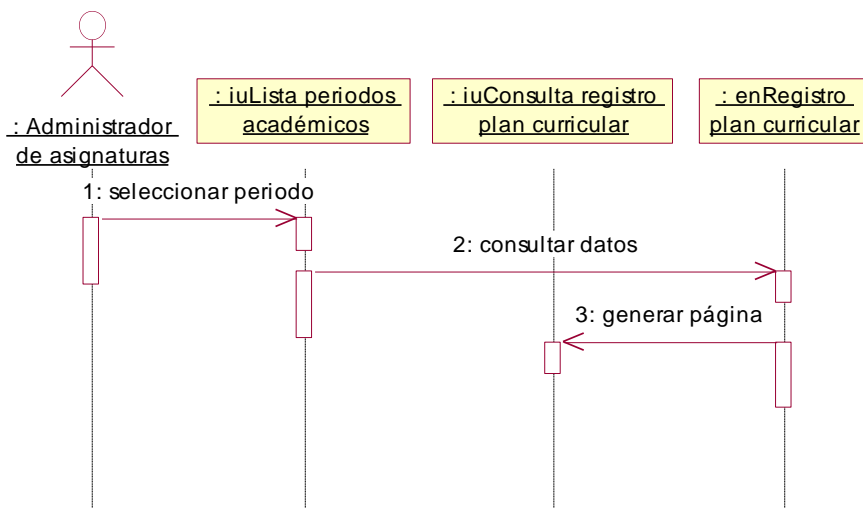 : Administrador
de asignaturas
: iuLista periodos
académicos
: iuConsulta registro
plan curricular
: enRegistro
plan curricular
1: seleccionar periodo
2: consultar datos
3: generar página